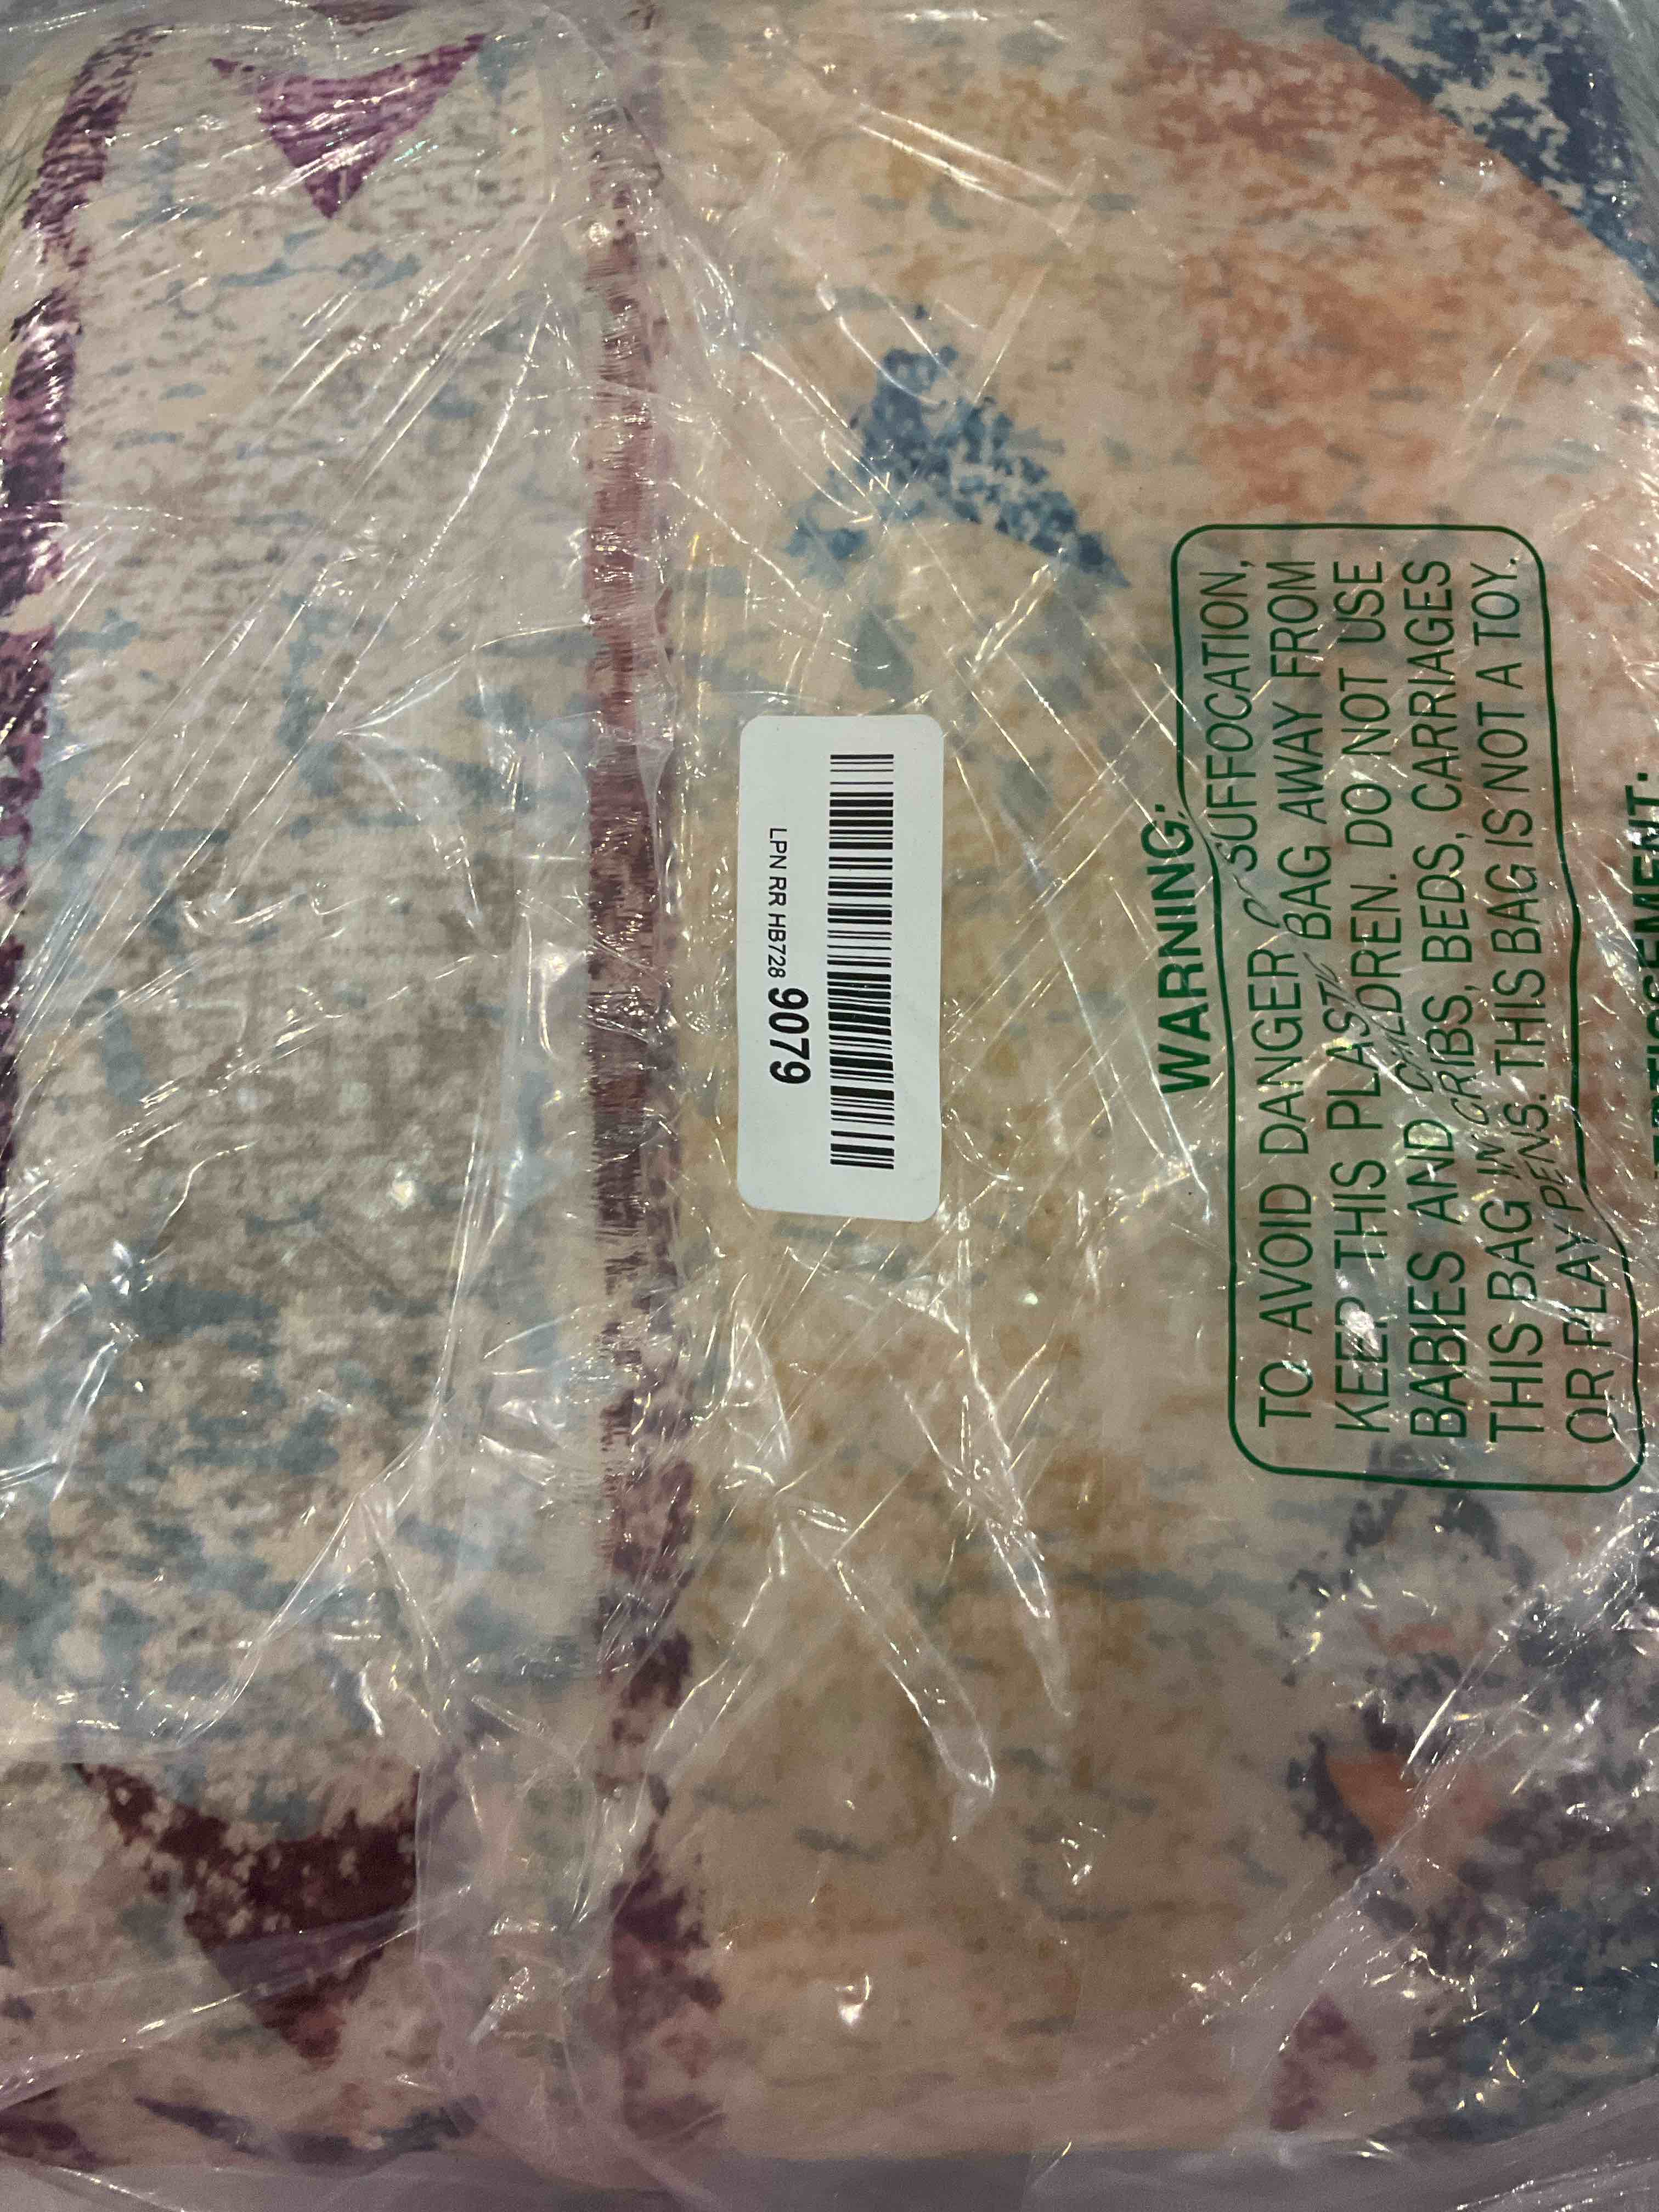 LPN RR HB728 9079
WARNING:
TO AVOID DANGER OF SUFFOCATION,
KEEP THIS PLASTIC BAG AWAY FROM
BABIES AND CHILDREN. DO NOT USE
THIS BAG IN CRIBS, BEDS, CARRIAGES
OR PLAY PENS. THIS BAG IS NOT A TOY.